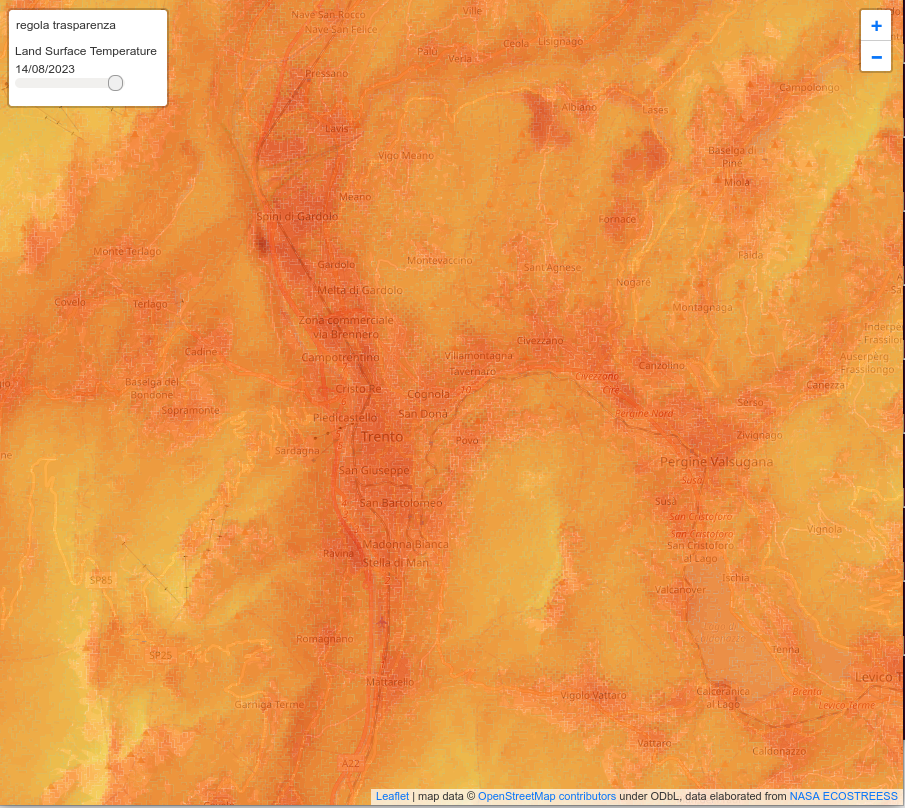 regola trasparenza
Land Surface Temperature
14/08/2023
+
−
Nave San Rocco
Nave San Felice
Ville
Palù
Verla
Ceola
Lisignago
Pressano
Campolongo
Albiano
Lases
Lavis
Vigo Meano
Baselga di
Piné
Miola
Meano
Spini di Gardolo
Fornace
Monte Terlago
Gardolo
Montevaccino
Sant'Agnese
Faida
Nogaré
Melta di Gardolo
Covelo
Terlago
Montagnaga
Zona commerciale
via Brennero
Cadine
Campotrentino
Villamontagna
Tavernaro
Civezzano
Canzolino
Auserperg
Frassilongo
Baselga del
Bondone
Cristo Re
Cognola
Civezzano
Canezza
Sopramonte
Piedicastello
San Donà
Pergine Nord
Serso
Trento
Povo
Zivignago
Sardagna
San Giuseppe
Pergine Valsugana
Susà
San Bartolomeo
Susà
San Cristoforo
Vignola
Ravina
Madonna Bianca
Stella di Man
San Cristoforo
San Cristoforo
al Lago
SP85
Ischia
Valcanover
Romagnano
Tenna
SP25
Mattarello
Levico T
Garniga Terme
Vigolo Vattaro
Calceranica
al Lago
Brenta
Levico Terme
Vattaro
Caldonazzo
A22
Leaflet | map data © OpenStreetMap contributors under ODbL, data elaborated from NASA ECOSTREESS